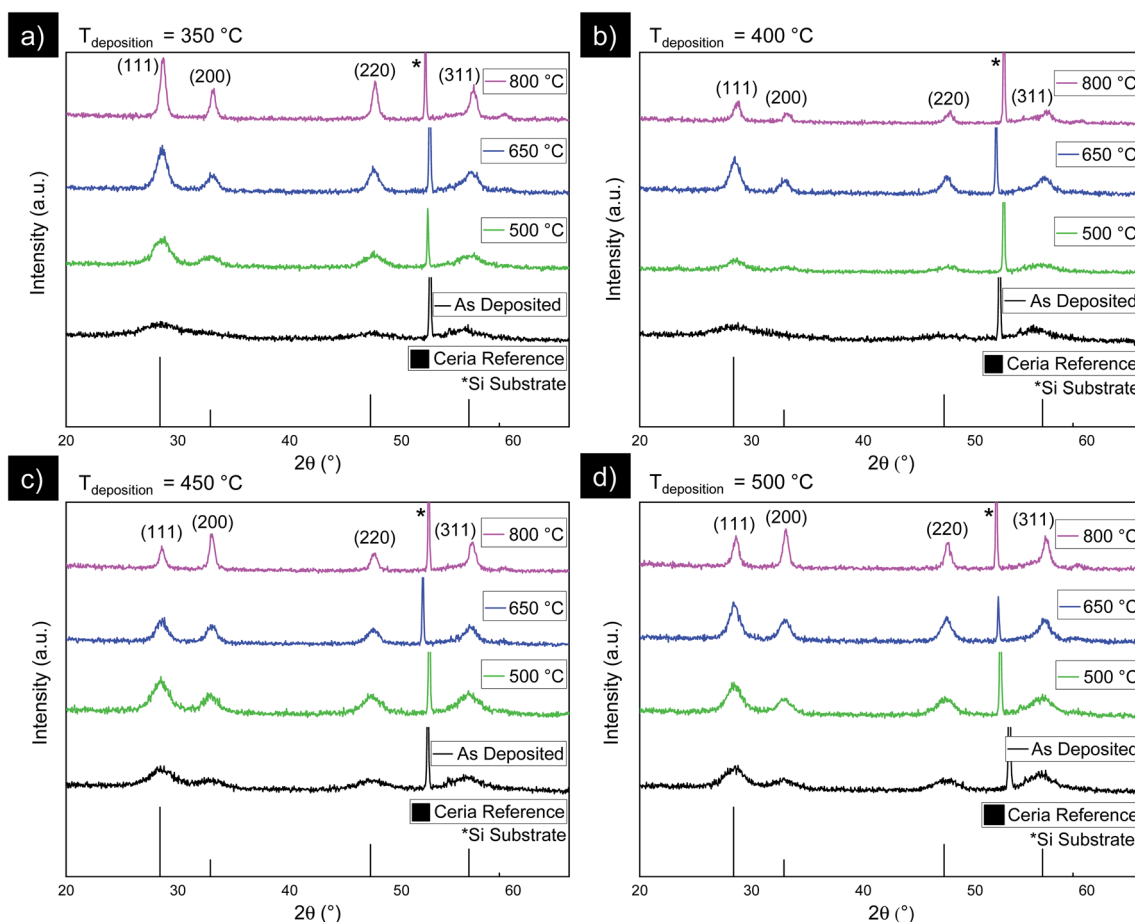 a)
T_deposition = 350 °C
(111)
(200)
(220)
*
(311)
800 °C
650 °C
500 °C
As Deposited
Ceria Reference
*Si Substrate
Intensity (a.u.)
20 30 40 50 60
2θ (°)
b)
T_deposition = 400 °C
(111)
(200)
(220)
*
(311)
800 °C
650 °C
500 °C
As Deposited
Ceria Reference
*Si Substrate
Intensity (a.u.)
20 30 40 50 60
2θ (°)
c)
T_deposition = 450 °C
(111)
(200)
(220)
*
(311)
800 °C
650 °C
500 °C
As Deposited
Ceria Reference
*Si Substrate
Intensity (a.u.)
20 30 40 50 60
2θ (°)
d)
T_deposition = 500 °C
(111)
(200)
(220)
*
(311)
800 °C
650 °C
500 °C
As Deposited
Ceria Reference
*Si Substrate
Intensity (a.u.)
20 30 40 50 60
2θ (°)